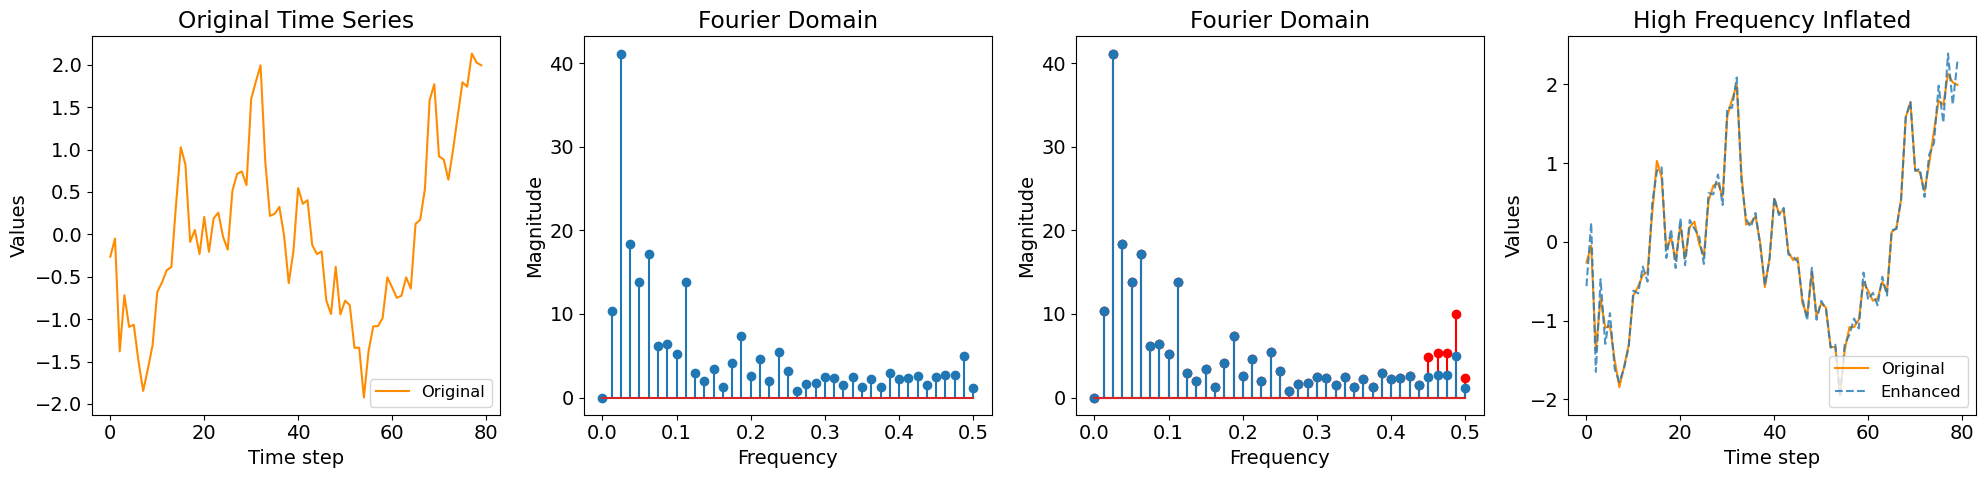 Original Time Series
Values
2.0
1.5
1.0
0.5
0.0
−0.5
−1.0
−1.5
−2.0
0 20 40 60 80
Time step
Original
Fourier Domain
Magnitude
40
30
20
10
0
0.0 0.1 0.2 0.3 0.4 0.5
Frequency
Fourier Domain
Magnitude
40
30
20
10
0
0.0 0.1 0.2 0.3 0.4 0.5
Frequency
High Frequency Inflated
Values
2
1
0
−1
−2
0 20 40 60 80
Time step
Original
Enhanced